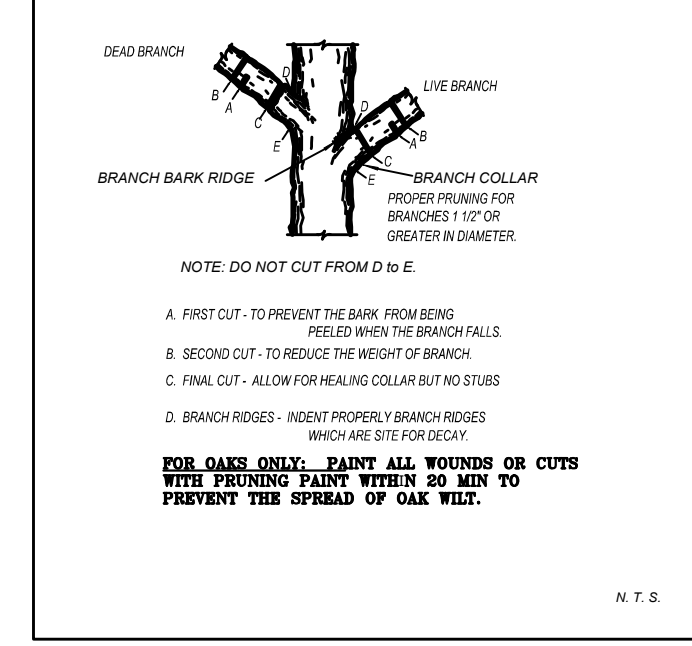 DEAD BRANCH
D
B
A
C
E
LIVE BRANCH
D
B
A
C
E
BRANCH BARK RIDGE
BRANCH COLLAR
PROPER PRUNING FOR
BRANCHES 1 1/2" OR
GREATER IN DIAMETER.
NOTE: DO NOT CUT FROM D to E.
A. FIRST CUT - TO PREVENT THE BARK FROM BEING
PEELED WHEN THE BRANCH FALLS.
B. SECOND CUT - TO REDUCE THE WEIGHT OF BRANCH.
C. FINAL CUT - ALLOW FOR HEALING COLLAR BUT NO STUBS
D. BRANCH RIDGES - INDENT PROPERLY BRANCH RIDGES
WHICH ARE SITE FOR DECAY.
FOR OAKS ONLY: PAINT ALL WOUNDS OR CUTS
WITH PRUNING PAINT WITHIN 20 MIN TO
PREVENT THE SPREAD OF OAK WILT.
N. T. S.